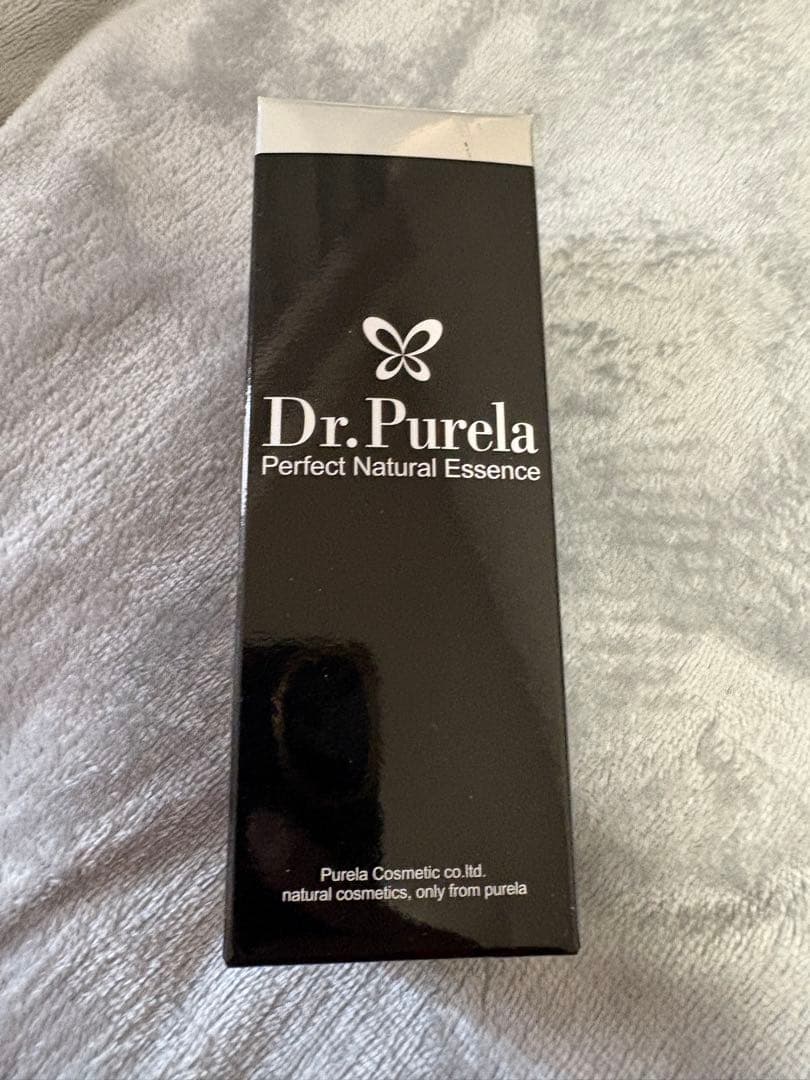 Dr.Purela
Perfect Natural Essence
Purela Cosmetic co.ltd.
natural cosmetics, only from purela